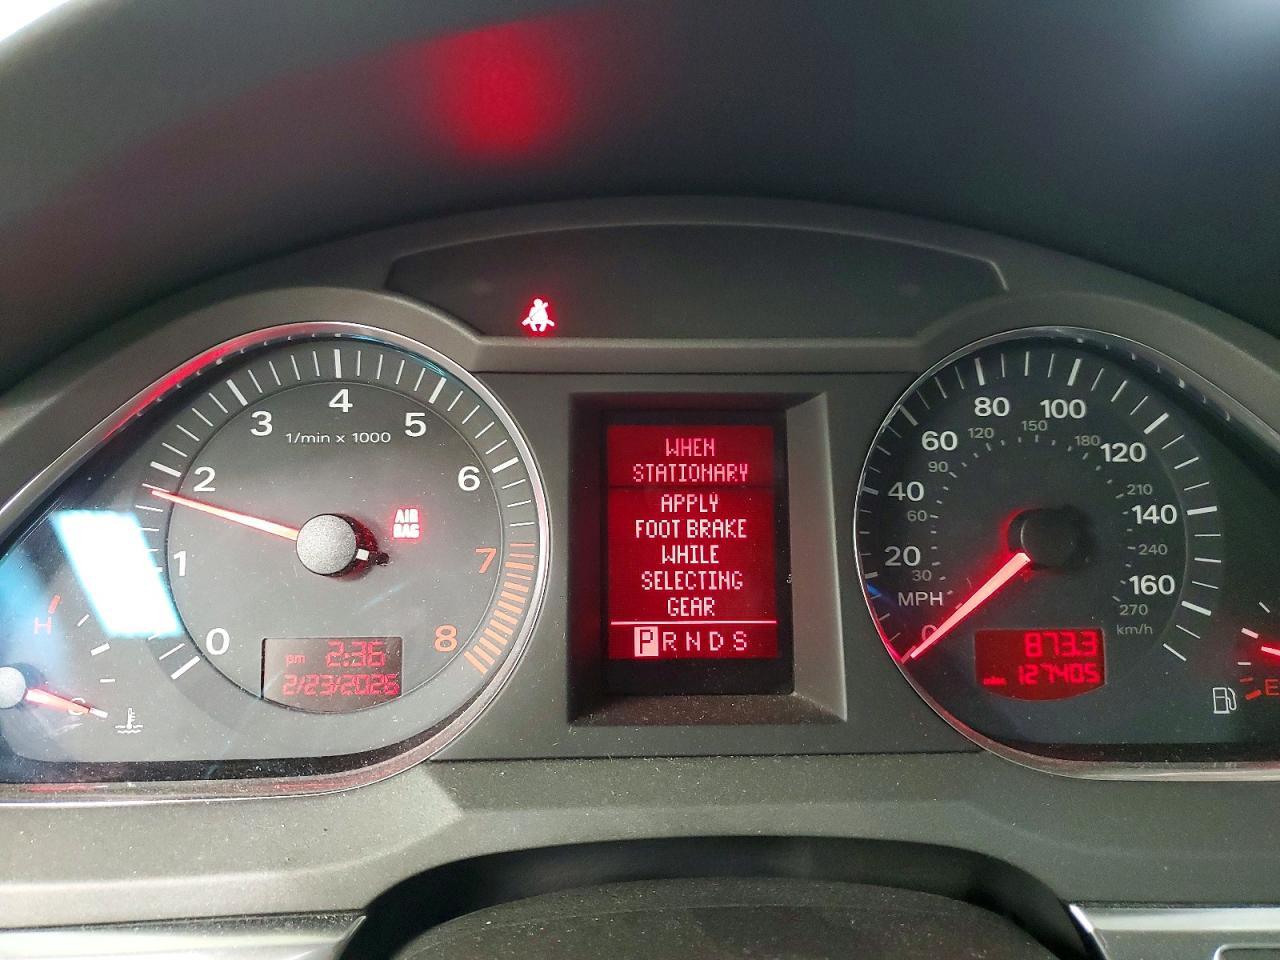 4
3
5
1/min x 1000
2
6
AIR
BAG
1
7
0
8
pm 2:36
2/23/2026
H
C
WHEN
STATIONARY
APPLY
FOOT BRAKE
WHILE
SELECTING
GEAR
P R N D S
80 100
60 120 150 180 120
90
40 210
60 140
20 240
30 160
MPH 270
0 km/h
873.3
miles 127405
E